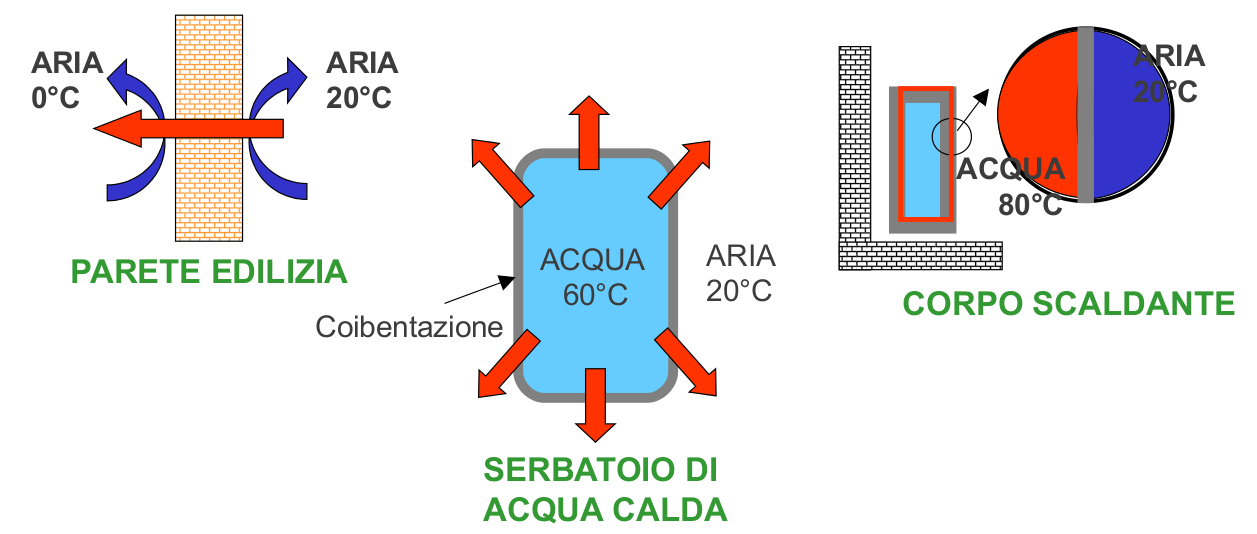 ARIA
0°C
ARIA
20°C
PARETE EDILIZIA
ACQUA
60°C
ARIA
20°C
Coibentazione
SERBATOIO DI
ACQUA CALDA
ARIA
20°C
ACQUA
80°C
CORPO SCALDANTE